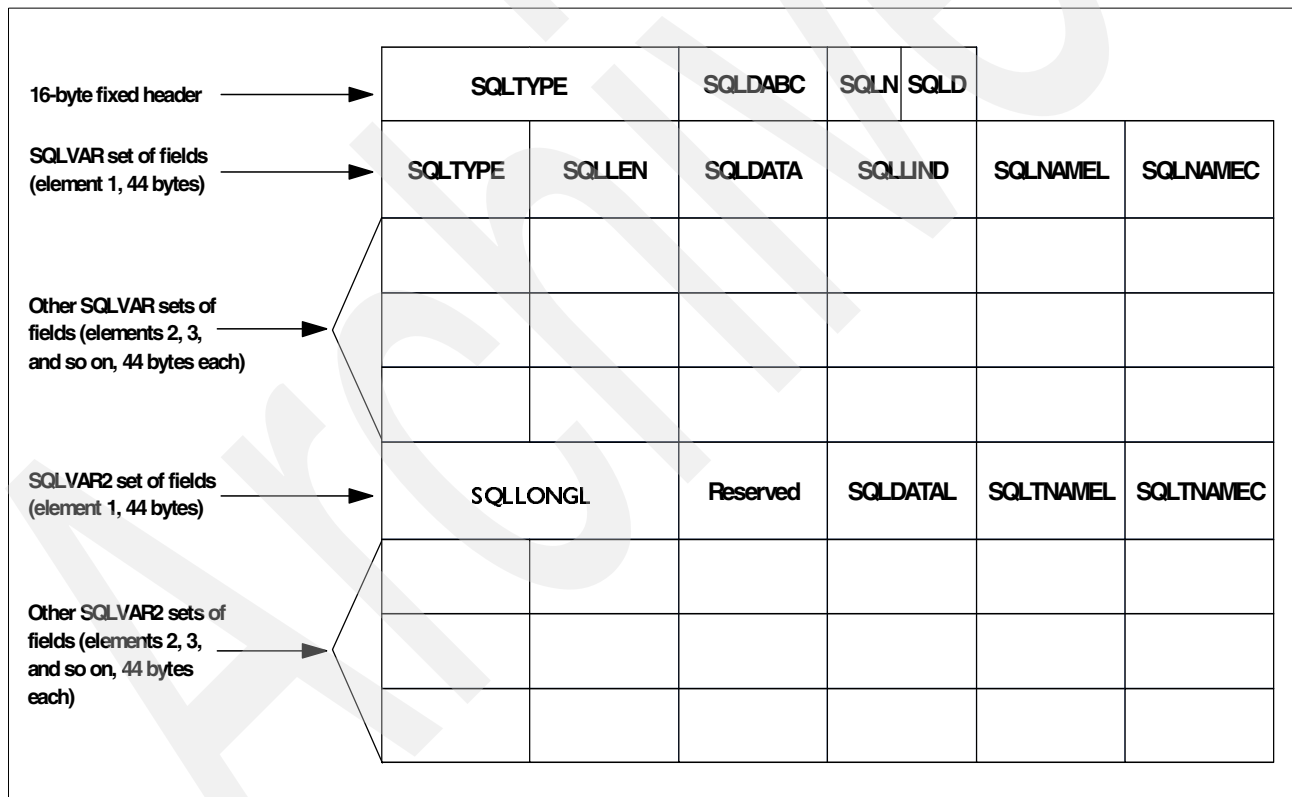 16-byte fixed header
SQLTYPE SQLDABC SQLN SQLD
SQLVAR set of fields
(element 1, 44 bytes)
SQLTYPE SQLLEN SQLDATA SQLLIND SQLNAMEL SQLNAMEC
Other SQLVAR sets of
fields (elements 2, 3,
and so on, 44 bytes each)
SQLVAR2 set of fields
(element 1, 44 bytes)
SQLLONGL Reserved SQLDATAL SQLTNAMEL SQLTNAMEC
Other SQLVAR2 sets of
fields (elements 2, 3,
and so on, 44 bytes
each)
Archive